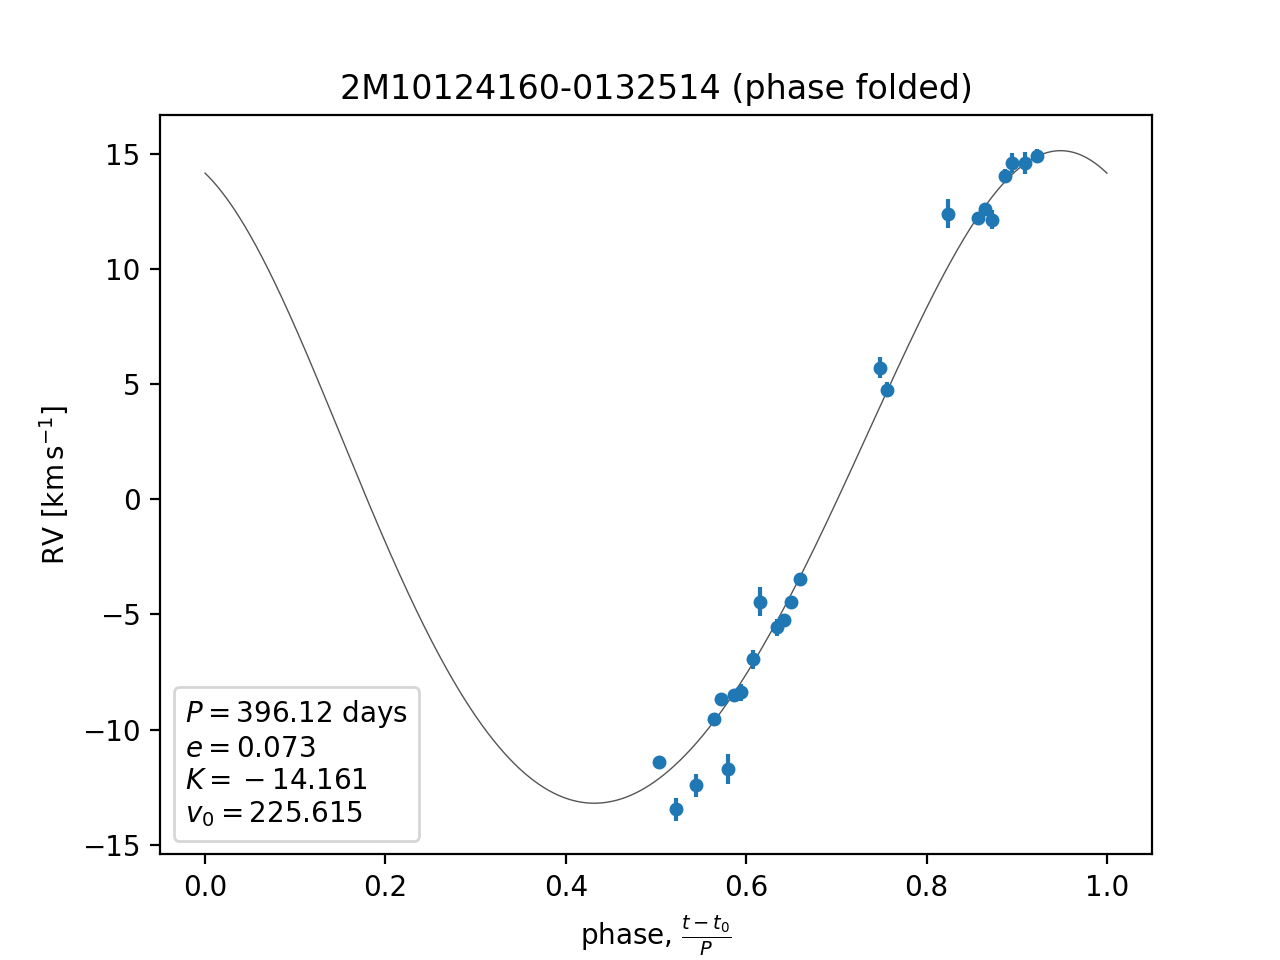 2M10124160-0132514 (phase folded)
RV [km s⁻¹]
15
10
5
0
−5
−10
−15
P = 396.12 days
e = 0.073
K = −14.161
v₀ = 225.615
0.0 0.2 0.4 0.6 0.8 1.0
phase, (t − t₀)/P